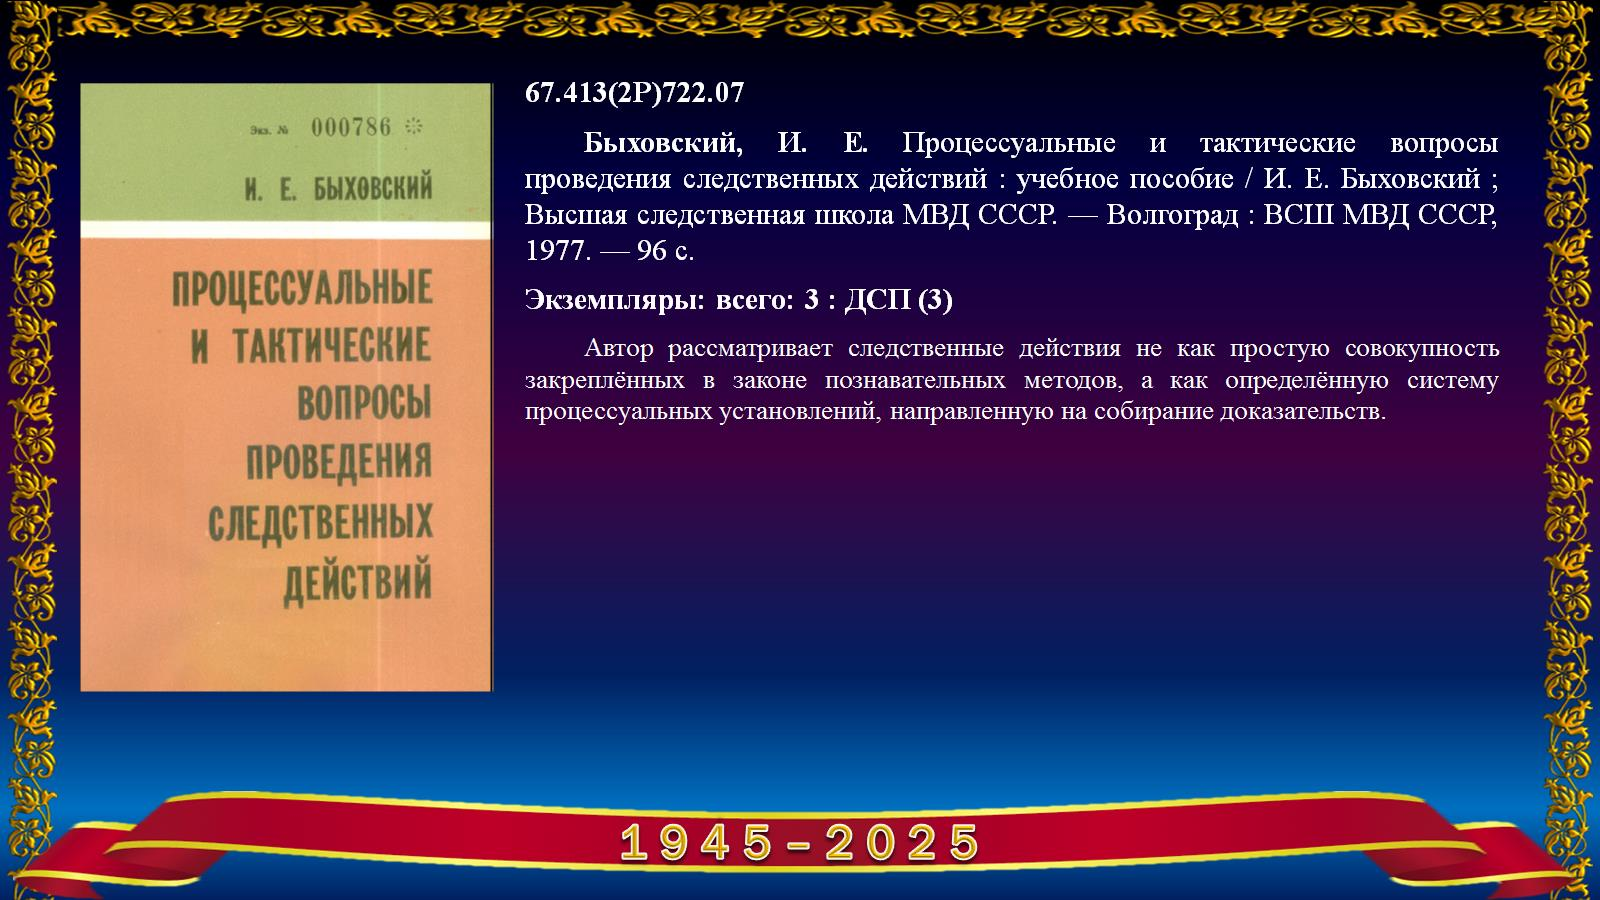 Экз. № 000786
И. Е. БЫХОВСКИЙ
ПРОЦЕССУАЛЬНЫЕ
И ТАКТИЧЕСКИЕ
ВОПРОСЫ
ПРОВЕДЕНИЯ
СЛЕДСТВЕННЫХ
ДЕЙСТВИЙ
67.413(2Р)722.07
Быховский, И. Е. Процессуальные и тактические вопросы
проведения следственных действий : учебное пособие / И. Е. Быховский ;
Высшая следственная школа МВД СССР. — Волгоград : ВСШ МВД СССР,
1977. — 96 с.
Экземпляры: всего: 3 : ДСП (3)
Автор рассматривает следственные действия не как простую совокупность
закреплённых в законе познавательных методов, а как определённую систему
процессуальных установлений, направленную на собирание доказательств.
1945–2025